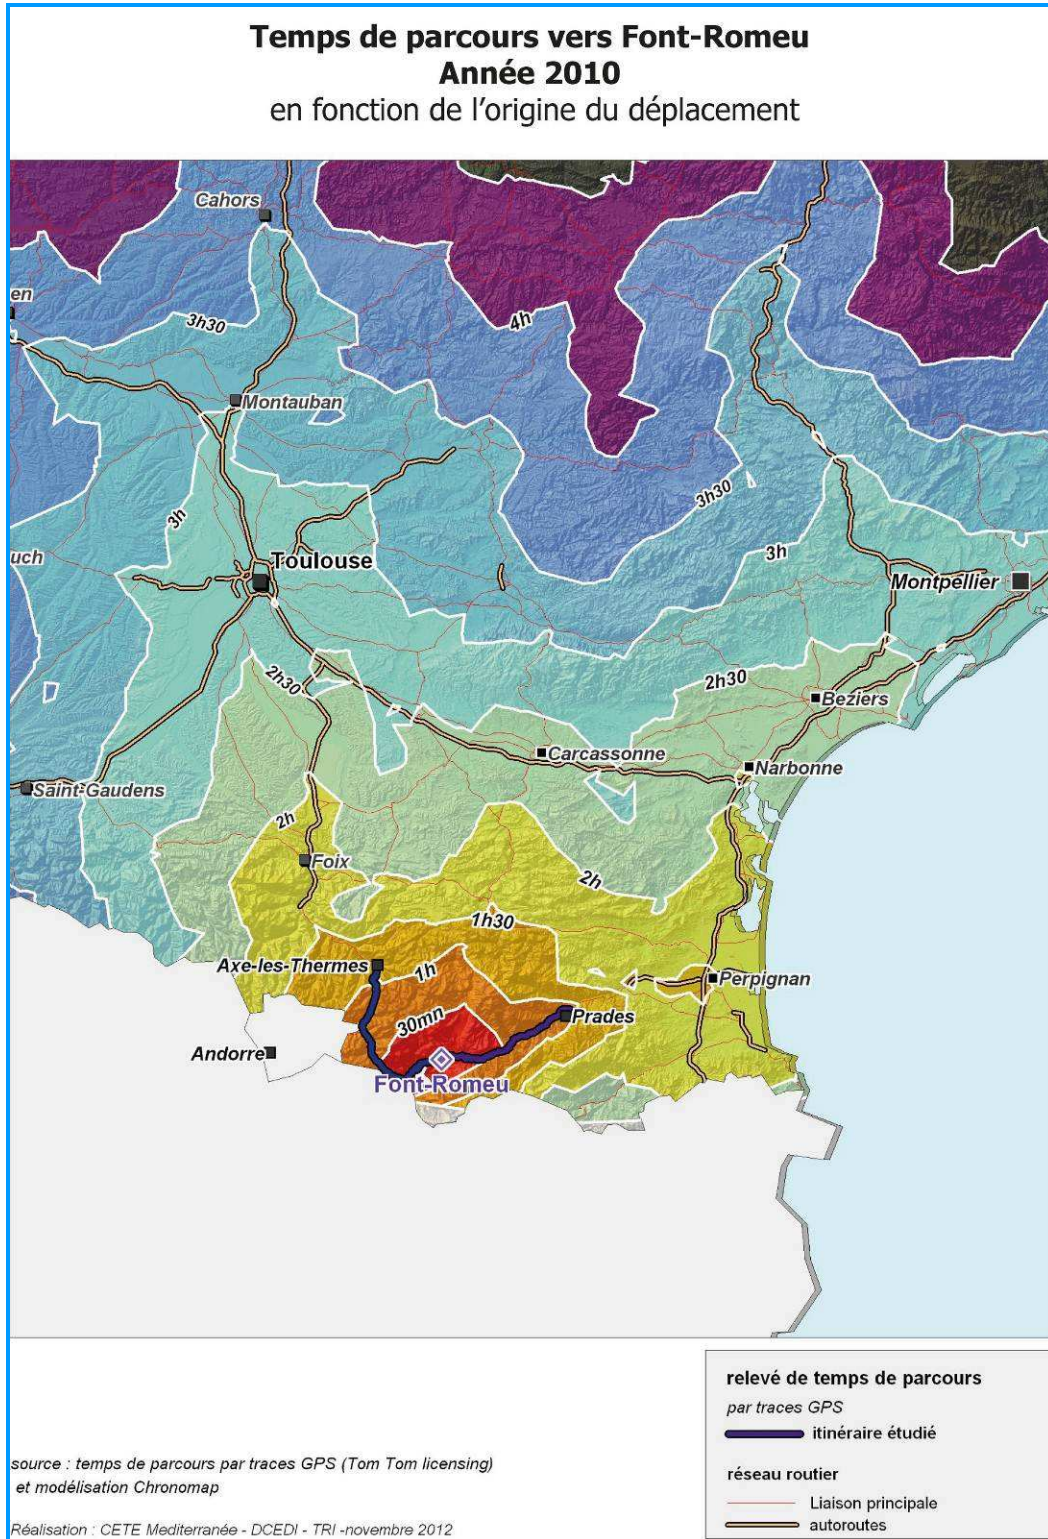 Temps de parcours vers Font-Romeu
Année 2010
en fonction de l'origine du déplacement
Cahors
en
3h30
4h
Montauban
3h30
3h
3h
uch
Toulouse
Montpellier
2h30
2h30
Beziers
Carcassonne
Narbonne
Saint-Gaudens
2h
Foix
2h
1h30
Axe-les-Thermes
1h
Perpignan
30mn
Prades
Andorre
Font-Romeu
relevé de temps de parcours
par traces GPS
itinéraire étudié
réseau routier
Liaison principale
autoroutes
source : temps de parcours par traces GPS (Tom Tom licensing)
et modélisation Chronomap
Réalisation : CETE Mediterranée - DCEDI - TRI -novembre 2012